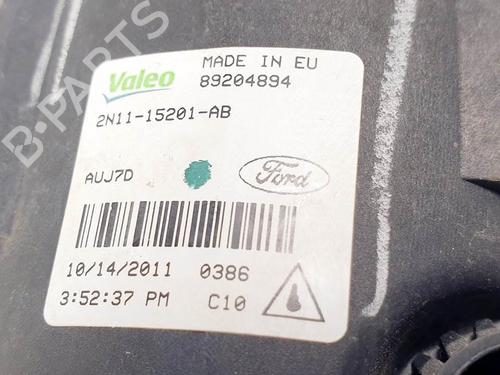 B-PARTS
Valeo
MADE IN EU
89204894
2N11-15201-AB
AUJ7D
Ford
10/14/2011 0386
3:52:37 PM C10